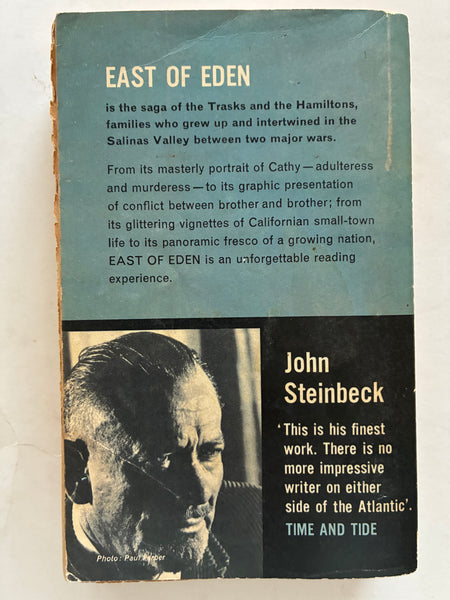 EAST OF EDEN
is the saga of the Trasks and the Hamiltons,
families who grew up and intertwined in the
Salinas Valley between two major wars.
From its masterly portrait of Cathy—adulteress
and murderess—to its graphic presentation
of conflict between brother and brother; from
its glittering vignettes of Californian small-town
life to its panoramic fresco of a growing nation,
EAST OF EDEN is an unforgettable reading
experience.
John
Steinbeck
'This is his finest
work. There is no
more impressive
writer on either
side of the Atlantic'.
TIME AND TIDE
Photo: Paul